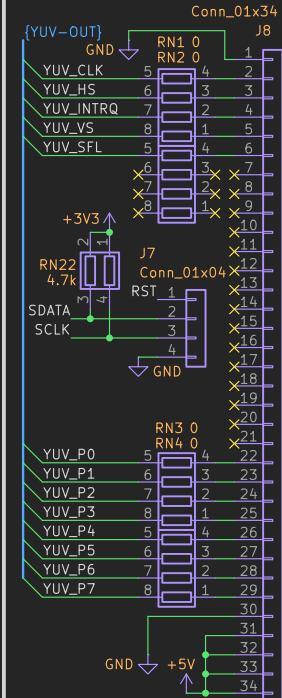 Conn_01x34
{YUV-OUT}
J8
GND
RN1 0
RN2 0
1
YUV_CLK 5 4 2
YUV_HS 6 3 3
YUV_INTRQ 7 2 4
YUV_VS 8 1 5
YUV_SFL 5 4 6
6 3 7
7 2 8
8 1 9
10
+3V3
11
2 1
J7
12
RN22
4.7k
Conn_01x04
13
3 4
RST 1
14
SDATA 2
15
SCLK 3
16
4
17
GND
18
19
20
RN3 0
RN4 0
21
YUV_P0 5 4 22
YUV_P1 6 3 23
YUV_P2 7 2 24
YUV_P3 8 1 25
YUV_P4 5 4 26
YUV_P5 6 3 27
YUV_P6 7 2 28
YUV_P7 8 1 29
30
31
32
GND +5V 33
34